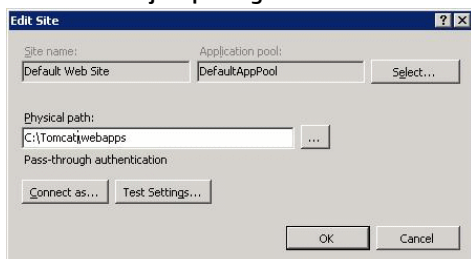 Edit Site
Site name: Application pool:
Default Web Site DefaultAppPool Select...
Physical path:
C:\Tomcat\webapps ...
Pass-through authentication
Connect as... Test Settings...
OK Cancel